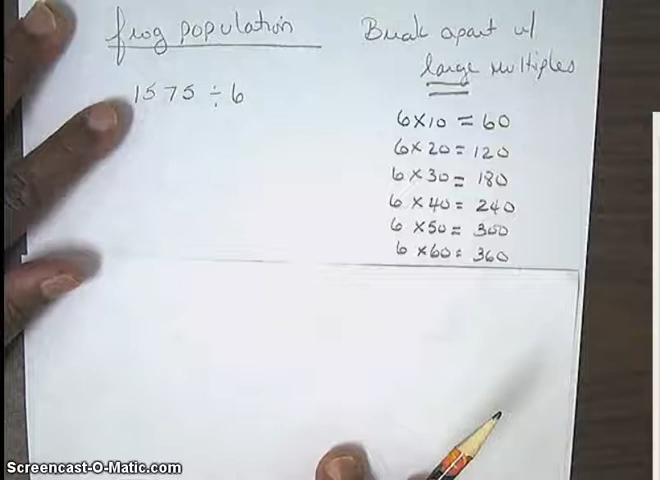 frog population
Break apart w/
large multiples
1575 ÷ 6
6 x 10 = 60
6 x 20 = 120
6 x 30 = 180
6 x 40 = 240
6 x 50 = 300
6 x 60 = 360
Screencast-O-Matic.com